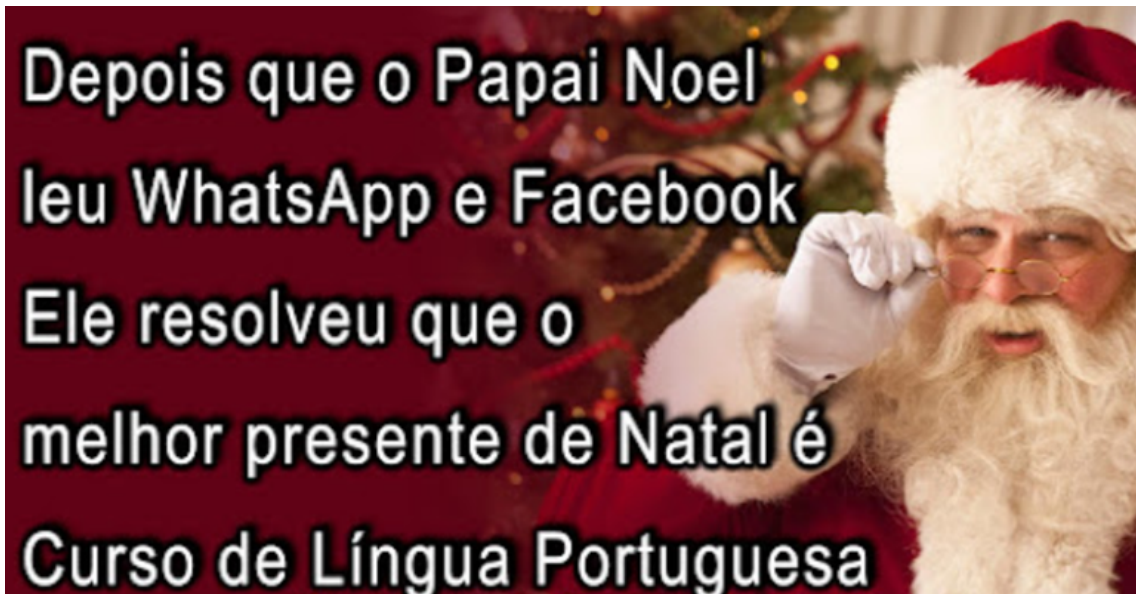 Depois que o Papai Noel
leu WhatsApp e Facebook
Ele resolveu que o
melhor presente de Natal é
Curso de Língua Portuguesa